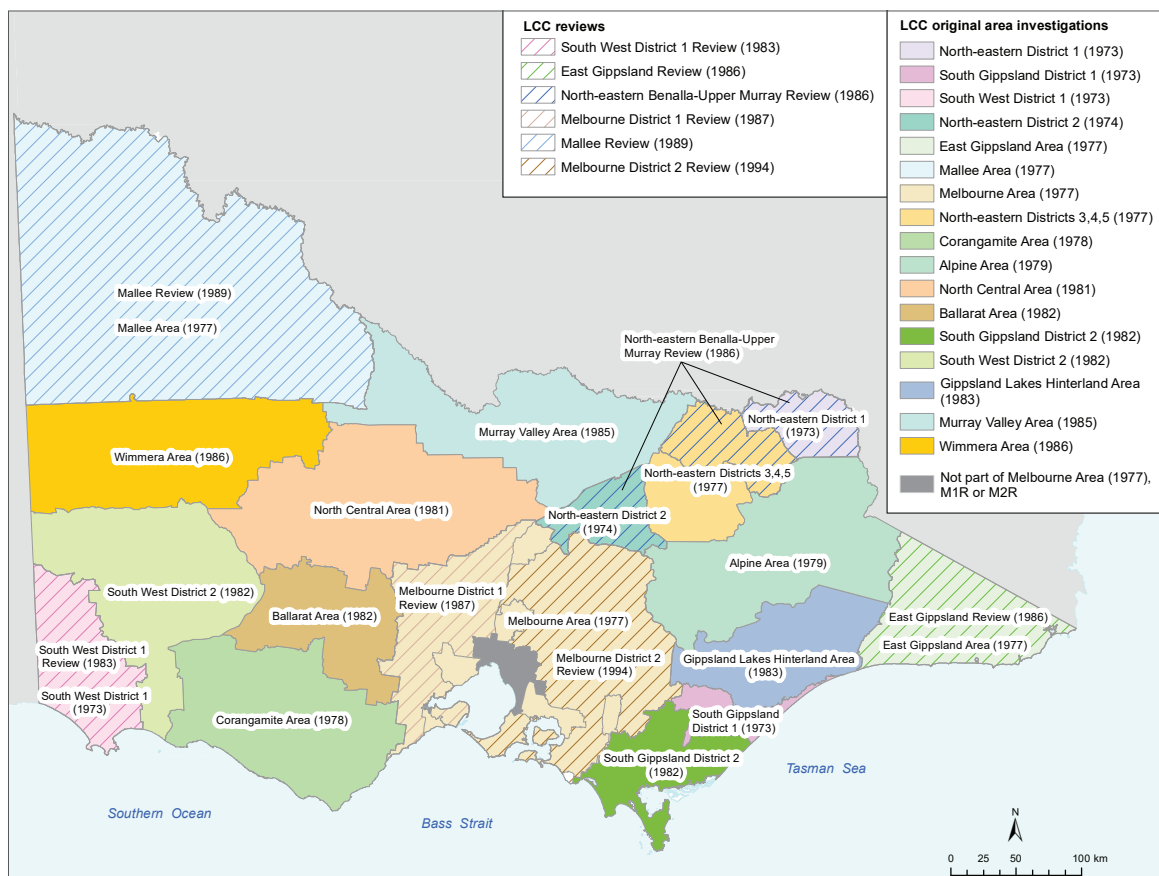 LCC reviews
South West District 1 Review (1983)
East Gippsland Review (1986)
North-eastern Benalla-Upper Murray Review (1986)
Melbourne District 1 Review (1987)
Mallee Review (1989)
Melbourne District 2 Review (1994)
LCC original area investigations
North-eastern District 1 (1973)
South Gippsland District 1 (1973)
South West District 1 (1973)
North-eastern District 2 (1974)
East Gippsland Area (1977)
Mallee Area (1977)
Melbourne Area (1977)
North-eastern Districts 3,4,5 (1977)
Corangamite Area (1978)
Alpine Area (1979)
North Central Area (1981)
Ballarat Area (1982)
South Gippsland District 2 (1982)
South West District 2 (1982)
Gippsland Lakes Hinterland Area
(1983)
Murray Valley Area (1985)
Wimmera Area (1986)
Not part of Melbourne Area (1977),
M1R or M2R
Mallee Review (1989)
Mallee Area (1977)
North-eastern Benalla-Upper
Murray Review (1986)
North-eastern District 1
(1973)
Murray Valley Area (1985)
Wimmera Area (1986)
North-eastern Districts 3,4,5
(1977)
North Central Area (1981)
North-eastern District 2
(1974)
Alpine Area (1979)
South West District 2 (1982)
Melbourne District 1
Review (1987)
Ballarat Area (1982)
Melbourne Area (1977)
East Gippsland Review (1986)
East Gippsland Area (1977)
South West District 1
Review (1983)
Melbourne District 2
Review (1994)
Gippsland Lakes Hinterland Area
(1983)
South West District 1
(1973)
Corangamite Area (1978)
South Gippsland
District 1 (1973)
South Gippsland District 2
(1982)
Tasman Sea
Southern Ocean
Bass Strait
N
0 25 50 100 km